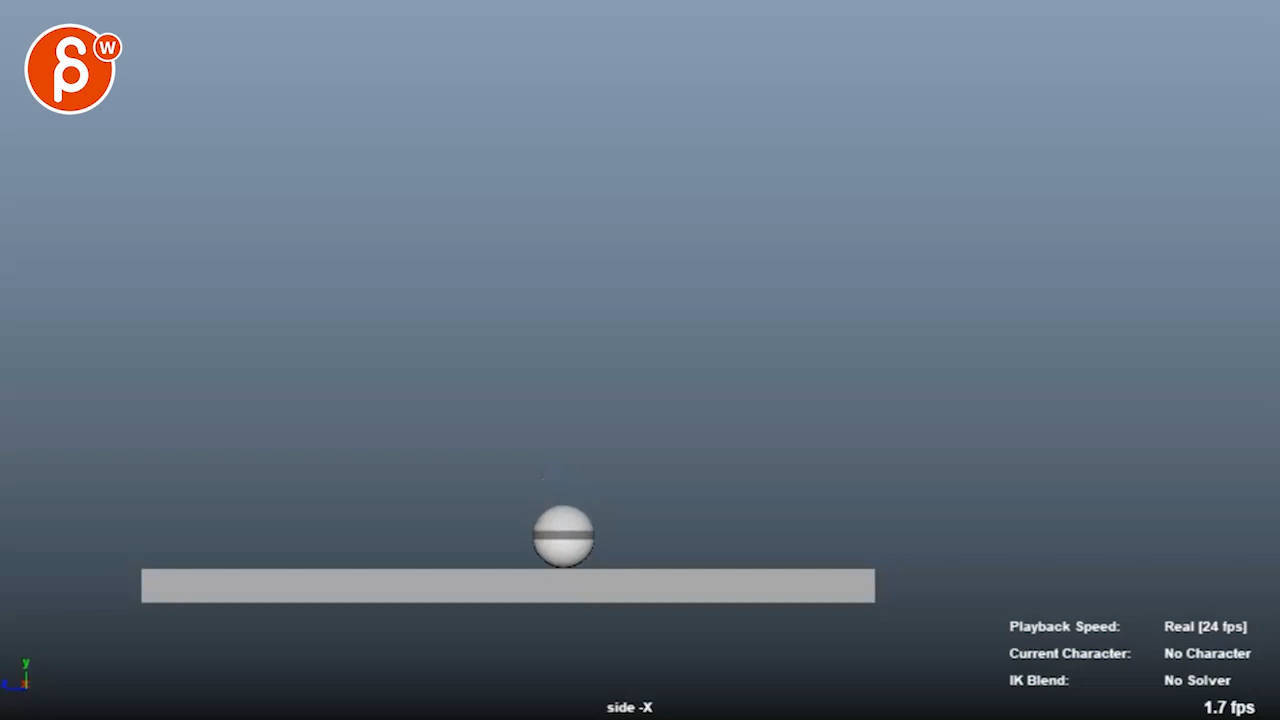 W
Playback Speed: Real [24 fps]
Current Character: No Character
IK Blend: No Solver
y
side -X
1.7 fps